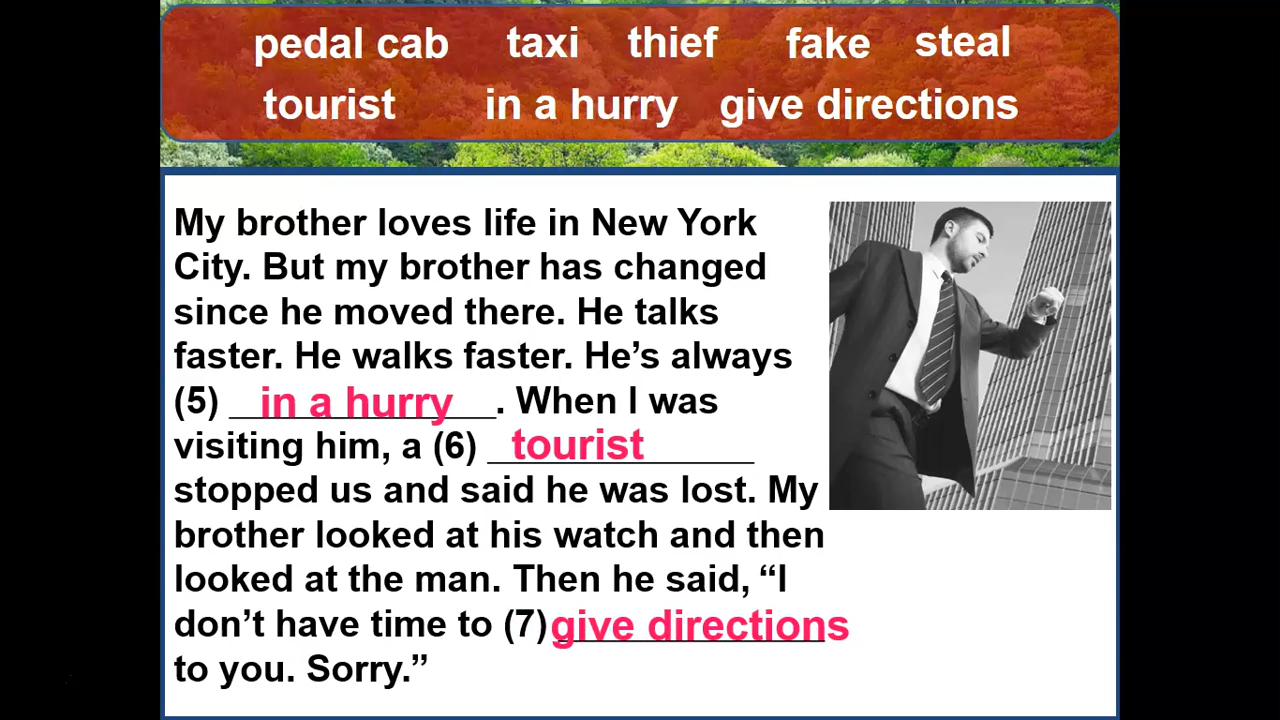 pedal cab taxi thief fake steal
tourist in a hurry give directions
My brother loves life in New York
City. But my brother has changed
since he moved there. He talks
faster. He walks faster. He’s always
(5) in a hurry. When I was
visiting him, a (6) tourist
stopped us and said he was lost. My
brother looked at his watch and then
looked at the man. Then he said, “I
don’t have time to (7) give directions
to you. Sorry.”